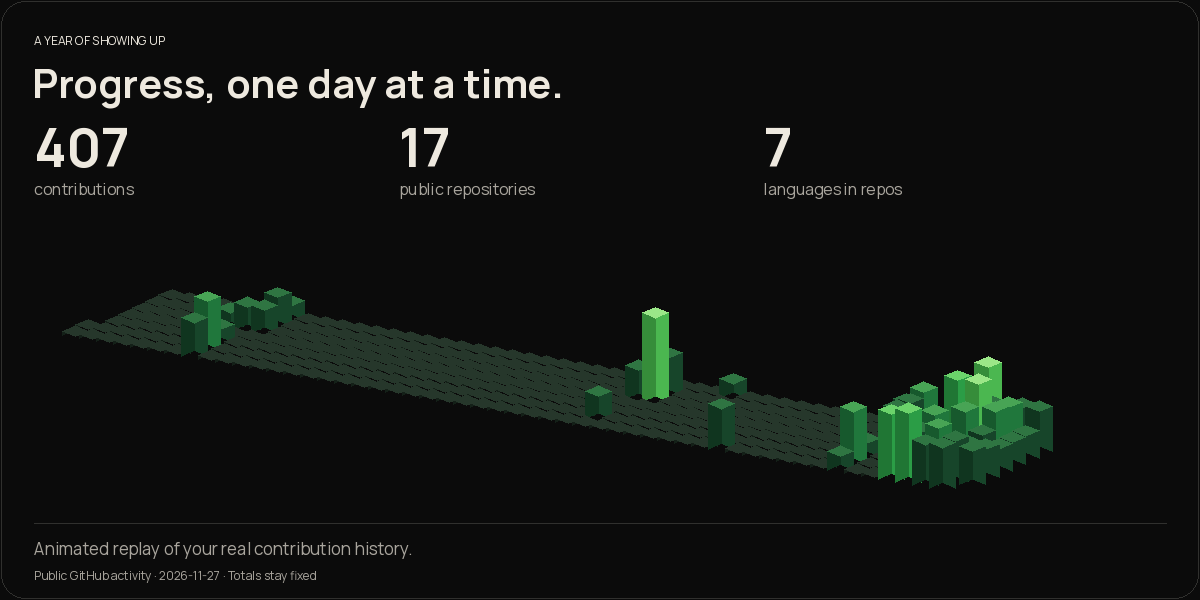 A YEAR OF SHOWING UP
Progress, one day at a time.
407 17 7
contributions public repositories languages in repos
Animated replay of your real contribution history.
Public GitHub activity · 2026-11-27 · Totals stay fixed